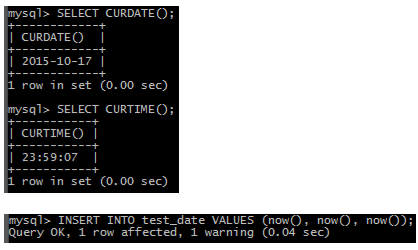 mysql> SELECT CURDATE();
+------------+
| CURDATE()  |
+------------+
| 2015-10-17 |
+------------+
1 row in set (0.00 sec)
mysql> SELECT CURTIME();
+-----------+
| CURTIME() |
+-----------+
| 23:59:07  |
+-----------+
1 row in set (0.00 sec)
mysql> INSERT INTO test_date VALUES (now(), now(), now());
Query OK, 1 row affected, 1 warning (0.04 sec)